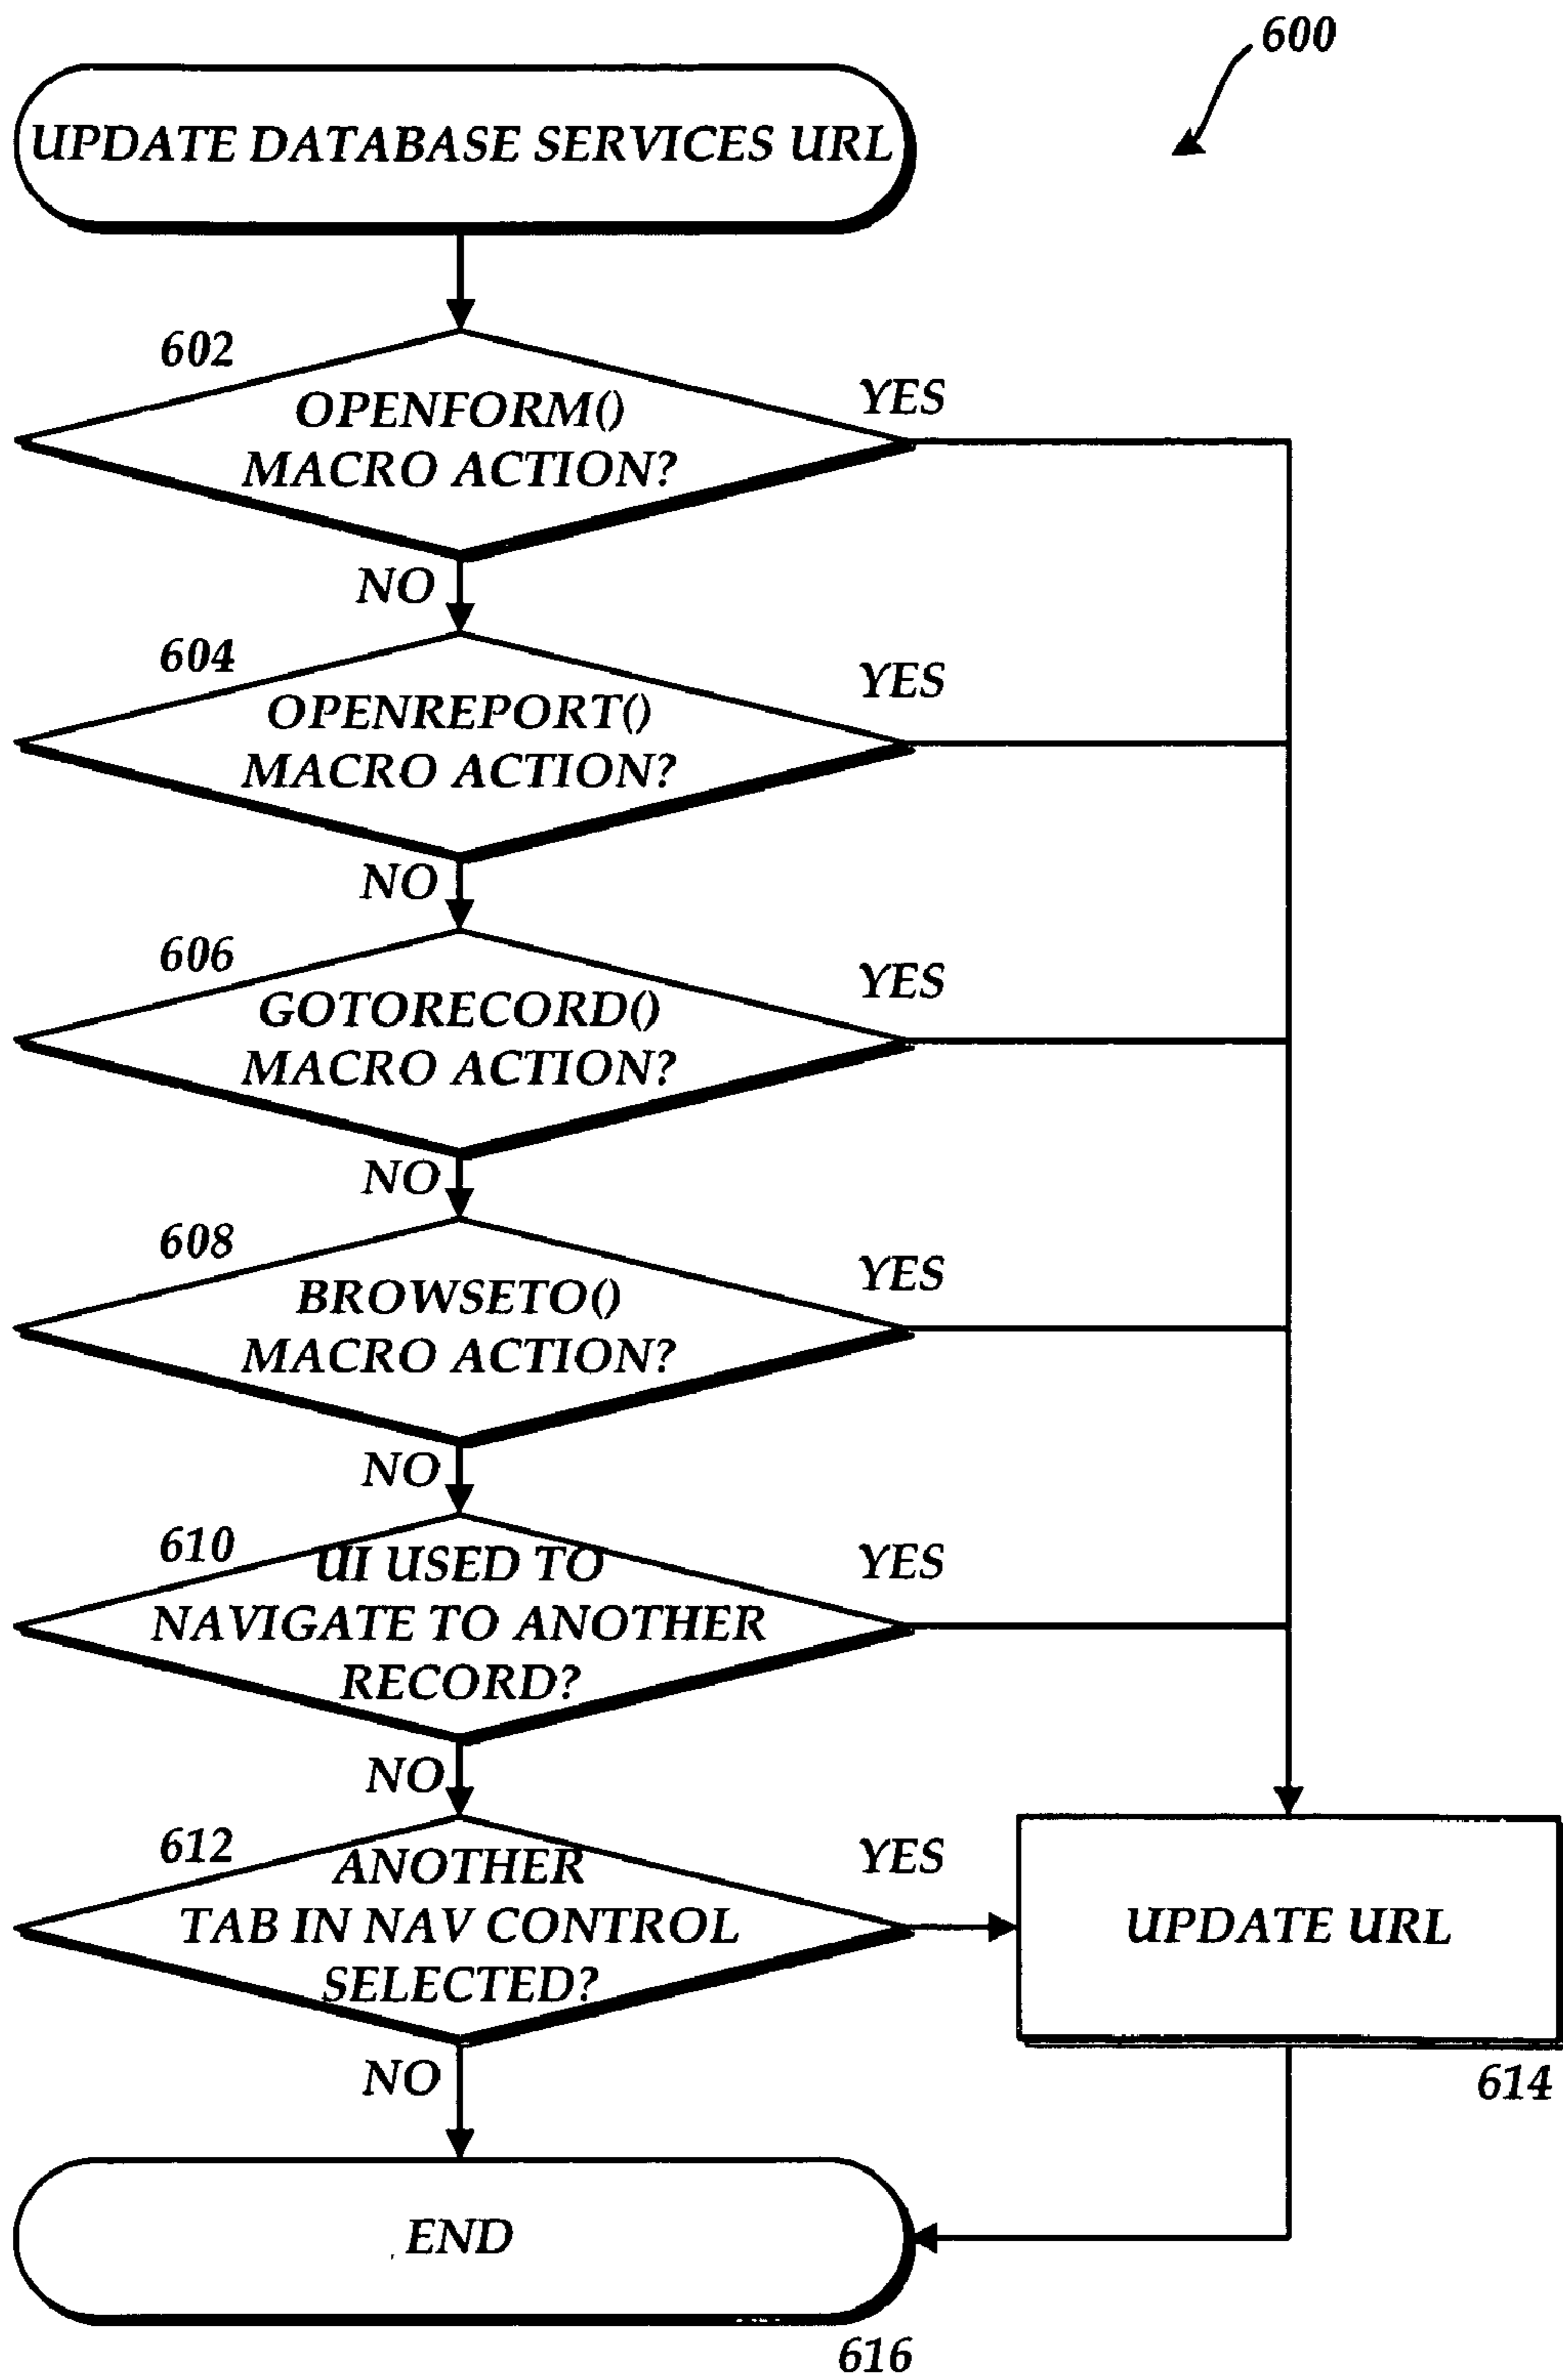 600
UPDATE DATABASE SERVICES URL
602
OPENFORM()
MACRO ACTION?
YES
NO
604
OPENREPORT()
MACRO ACTION?
YES
NO
606
GOTORECORD()
MACRO ACTION?
YES
NO
608
BROWSETO()
MACRO ACTION?
YES
NO
610
UI USED TO
NAVIGATE TO ANOTHER
RECORD?
YES
NO
612
ANOTHER
TAB IN NAV CONTROL
SELECTED?
YES
UPDATE URL
614
NO
END
616